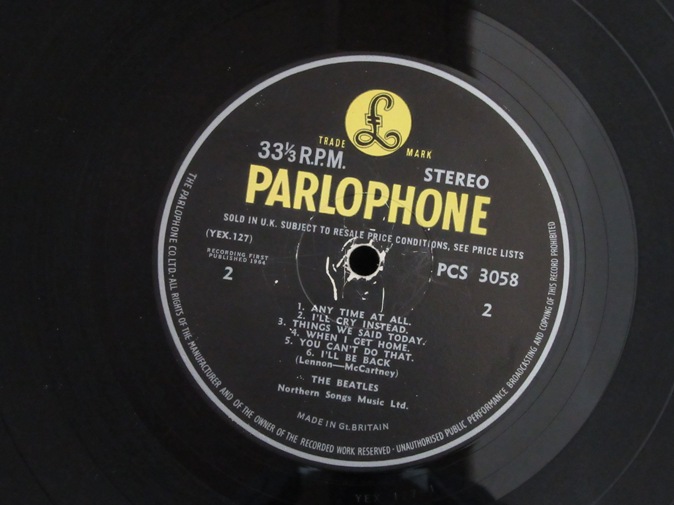 £
TRADE MARK
33⅓ R.P.M.
STEREO
PARLOPHONE
SOLD IN U.K. SUBJECT TO RESALE PRICE CONDITIONS, SEE PRICE LISTS
(YEX.127)
RECORDING FIRST
PUBLISHED 1964
2
PCS 3058
2
1. ANY TIME AT ALL.
2. I'LL CRY INSTEAD.
3. THINGS WE SAID TODAY.
4. WHEN I GET HOME.
5. YOU CAN'T DO THAT.
6. I'LL BE BACK
(Lennon—McCartney)
THE BEATLES
Northern Songs Music Ltd.
MADE IN Gt. BRITAIN
THE PARLOPHONE CO. LTD.·ALL RIGHTS OF THE MANUFACTURER AND OF THE OWNER OF THE RECORDED WORK RESERVED·UNAUTHORISED PUBLIC PERFORMANCE BROADCASTING AND COPYING OF THIS RECORD PROHIBITED
YEX